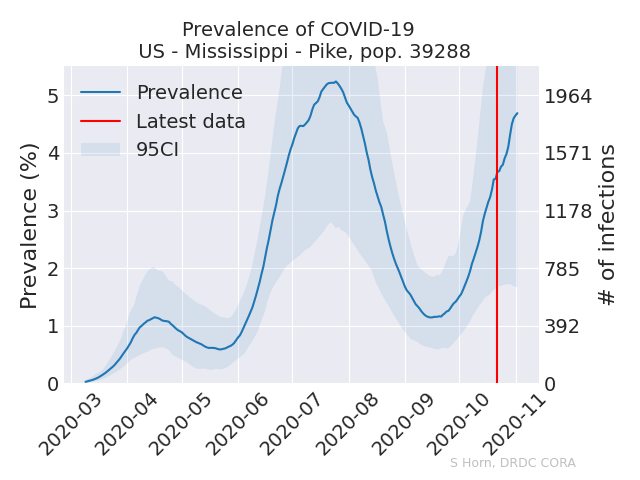 Prevalence of COVID-19
US - Mississippi - Pike, pop. 39288
Prevalence
Latest data
95CI
Prevalence (%)
5
4
3
2
1
0
1964
1571
1178
785
392
0
# of infections
2020-03
2020-04
2020-05
2020-06
2020-07
2020-08
2020-09
2020-10
2020-11
S Horn, DRDC CORA